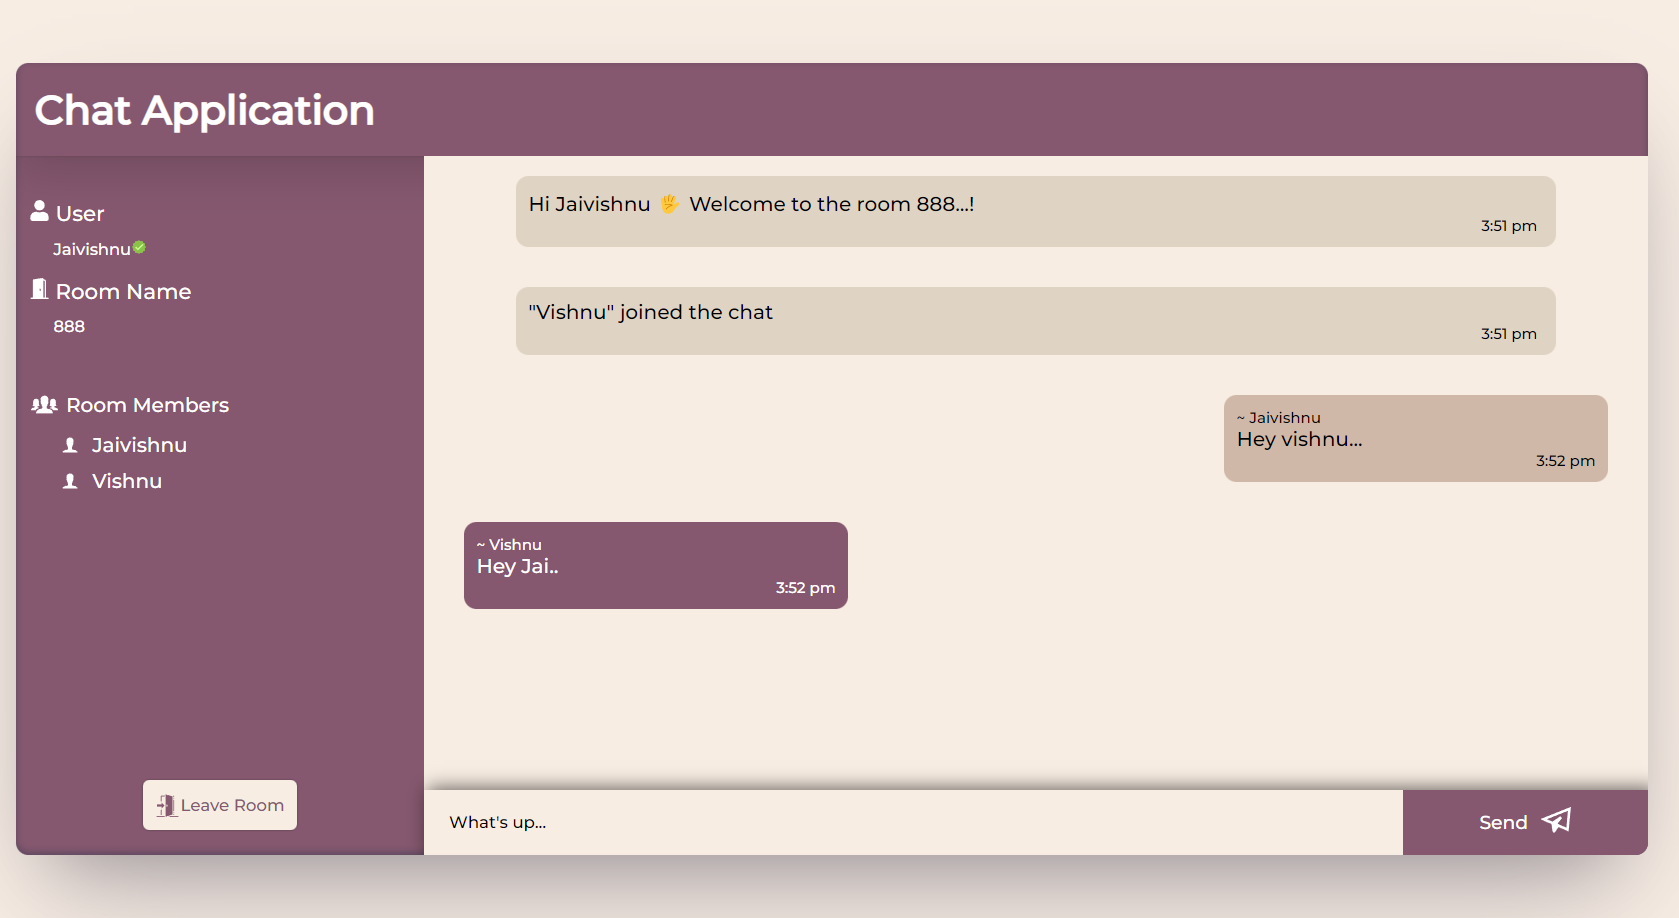 Chat Application
User
Jaivishnu
Room Name
888
Room Members
Jaivishnu
Vishnu
Leave Room
Hi Jaivishnu 🖐 Welcome to the room 888...!
3:51 pm
"Vishnu" joined the chat
3:51 pm
~ Jaivishnu
Hey vishnu...
3:52 pm
~ Vishnu
Hey Jai..
3:52 pm
What's up...
Send